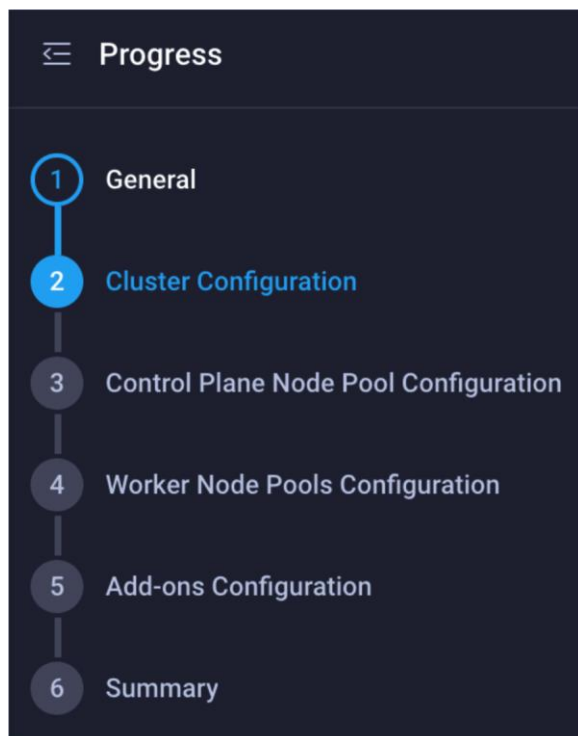 Progress
1 General
2 Cluster Configuration
3 Control Plane Node Pool Configuration
4 Worker Node Pools Configuration
5 Add-ons Configuration
6 Summary